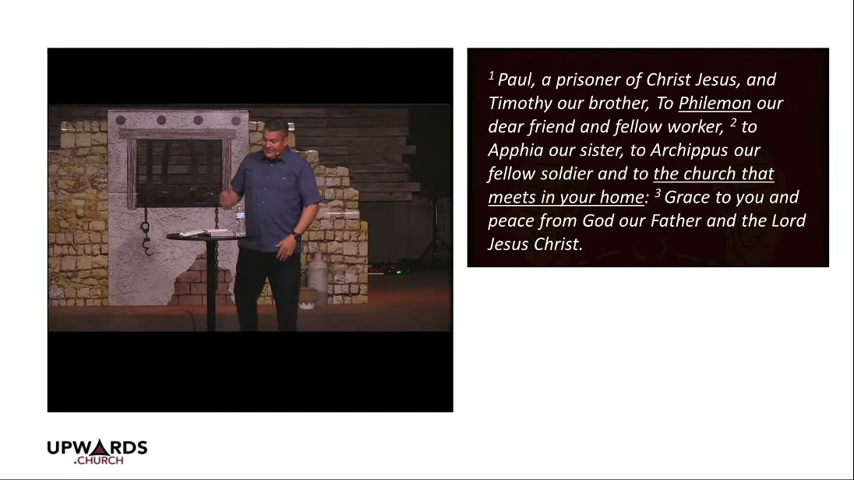 ¹ Paul, a prisoner of Christ Jesus, and
Timothy our brother, To Philemon our
dear friend and fellow worker, ² to
Apphia our sister, to Archippus our
fellow soldier and to the church that
meets in your home: ³ Grace to you and
peace from God our Father and the Lord
Jesus Christ.
UPWARDS
.CHURCH